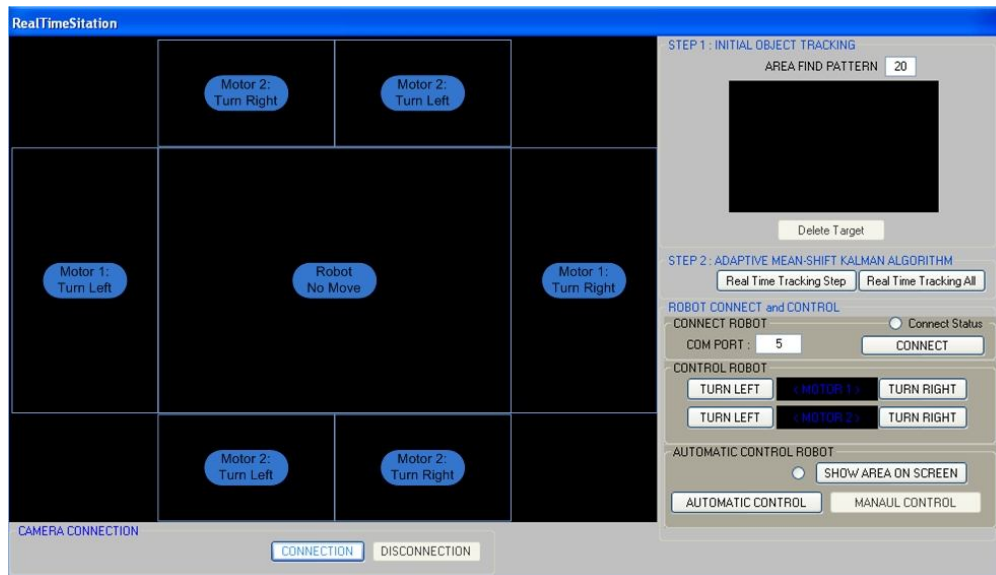 RealTimeSitation
Motor 2:
Turn Right
Motor 2:
Turn Left
Motor 1:
Turn Left
Robot
No Move
Motor 1:
Turn Right
Motor 2:
Turn Left
Motor 2:
Turn Right
CAMERA CONNECTION
CONNECTION DISCONNECTION
STEP 1 : INITIAL OBJECT TRACKING
AREA FIND PATTERN 20
Delete Target
STEP 2 : ADAPTIVE MEAN-SHIFT KALMAN ALGORITHM
Real Time Tracking Step Real Time Tracking All
ROBOT CONNECT and CONTROL
CONNECT ROBOT Connect Status
COM PORT : 5 CONNECT
CONTROL ROBOT
TURN LEFT < MOTOR 1 > TURN RIGHT
TURN LEFT < MOTOR 2 > TURN RIGHT
AUTOMATIC CONTROL ROBOT
SHOW AREA ON SCREEN
AUTOMATIC CONTROL MANAUL CONTROL